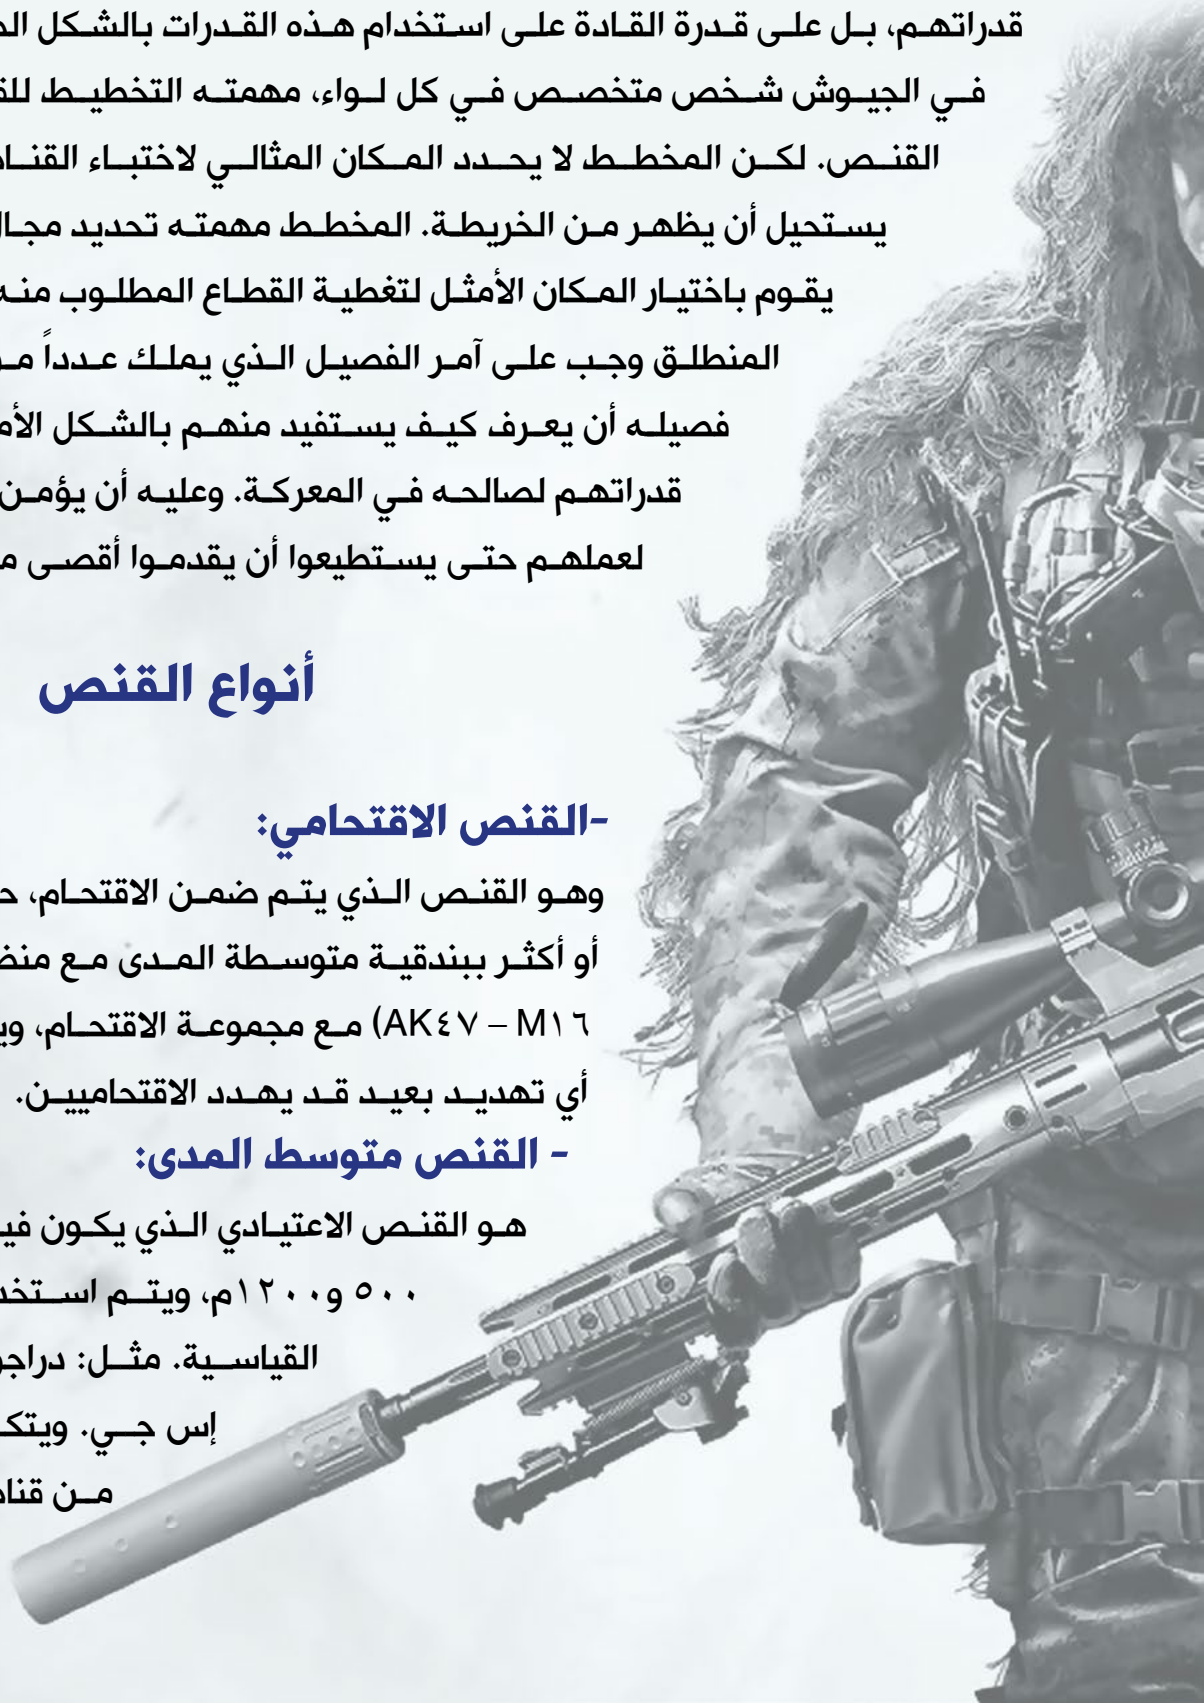 قدراتهم، بل على قدرة القادة على استخدام هذه القدرات بالشكل
في الجيوش شخص متخصص في كل لواء، مهمته التخطيط
القنص. لكن المخطط لا يحدد المكان المثالي لاختباء
يستحيل أن يظهر من الخريطة. المخطط مهمته تحديد
يقوم باختيار المكان الأمثل لتغطية القطاع المطلوب منه
المنطلق وجب على آمر الفصيل الذي يملك عدداً
فصيله أن يعرف كيف يستفيد منهم بالشكل
قدراتهم لصالحه في المعركة. وعليه أن يؤمن
لعملهم حتى يستطيعوا أن يقدموا أقصى
أنواع القنص
-القنص الاقتحامي:
وهو القنص الذي يتم ضمن الاقتحام،
أو أكثر ببندقية متوسطة المدى مع
AK٤٧ – M١٦) مع مجموعة الاقتحام،
أي تهديد بعيد قد يهدد الاقتحاميين.
- القنص متوسط المدى:
هو القنص الاعتيادي الذي يكون
٥٠٠ و١٢٠٠م، ويتم
القياسية. مثل:
إس جي.
من